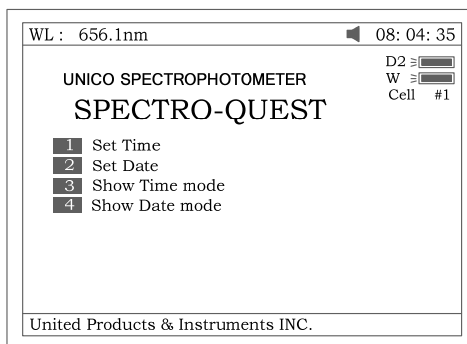 WL : 656.1nm 08: 04: 35
D2
W
Cell #1
UNICO SPECTROPHOTOMETER
SPECTRO-QUEST
1 Set Time
2 Set Date
3 Show Time mode
4 Show Date mode
United Products & Instruments INC.